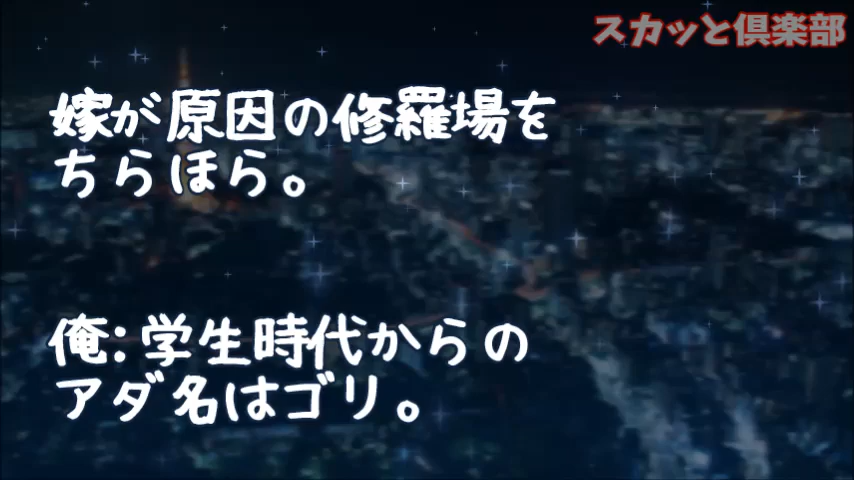 スカッと倶楽部
嫁が原因の修羅場を
ちらほら。
俺:学生時代からの
アダ名はゴリ。